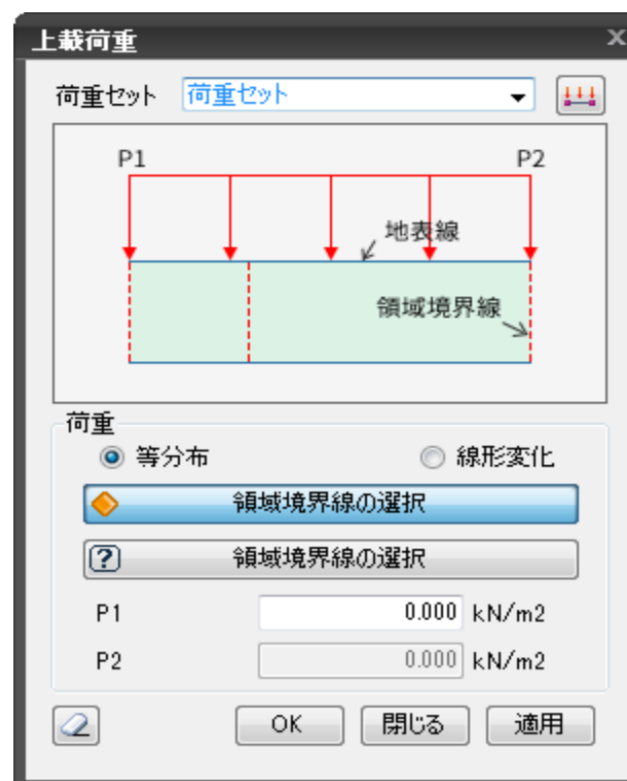 上載荷重 x
荷重セット 荷重セット
P1 P2
地表線
領域境界線
荷重
等分布 線形変化
領域境界線の選択
? 領域境界線の選択
P1 0.000 kN/m2
P2 0.000 kN/m2
OK 閉じる 適用